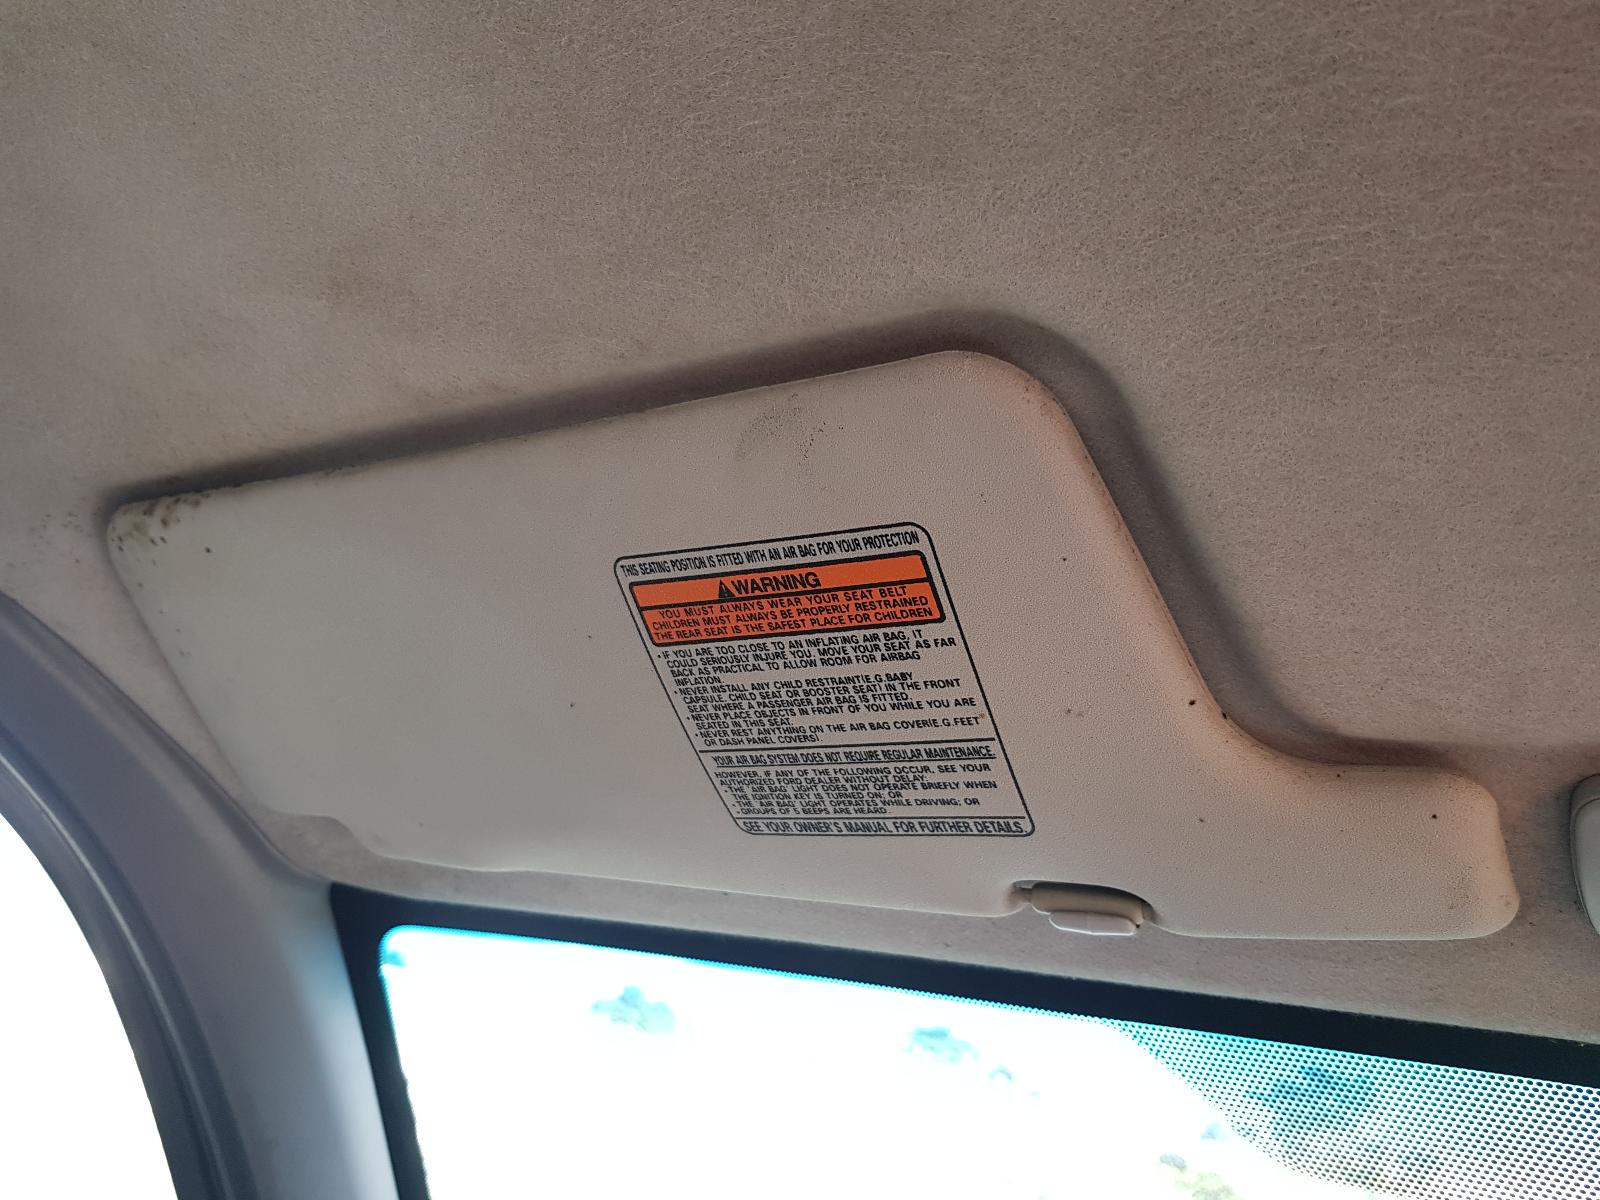 THIS SEATING POSITION IS FITTED WITH AN AIR BAG FOR YOUR PROTECTION
WARNING
YOU MUST ALWAYS WEAR YOUR SEAT BELT
CHILDREN MUST ALWAYS BE PROPERLY RESTRAINED
THE REAR SEAT IS THE SAFEST PLACE FOR CHILDREN
• IF YOU ARE TOO CLOSE TO AN INFLATING AIR BAG, IT
COULD SERIOUSLY INJURE YOU. MOVE YOUR SEAT AS FAR
BACK AS PRACTICAL TO ALLOW ROOM FOR AIRBAG
INFLATION.
• NEVER INSTALL ANY CHILD RESTRAINT(E.G.BABY
CAPSULE, CHILD SEAT OR BOOSTER SEAT) IN THE FRONT
SEAT WHERE A PASSENGER AIR BAG IS FITTED.
• NEVER PLACE OBJECTS IN FRONT OF YOU WHILE YOU ARE
SEATED IN THIS SEAT.
• NEVER REST ANYTHING ON THE AIR BAG COVER(E.G.FEET
OR DASH PANEL COVERS).
YOUR AIR BAG SYSTEM DOES NOT REQUIRE REGULAR MAINTENANCE.
HOWEVER, IF ANY OF THE FOLLOWING OCCUR, SEE YOUR
AUTHORIZED FORD DEALER WITHOUT DELAY:
• THE 'AIR BAG' LIGHT DOES NOT OPERATE BRIEFLY WHEN
THE IGNITION KEY IS TURNED ON; OR
• THE 'AIR BAG' LIGHT OPERATES WHILE DRIVING; OR
• GROUPS OF 5 BEEPS ARE HEARD.
SEE YOUR OWNER'S MANUAL FOR FURTHER DETAILS.